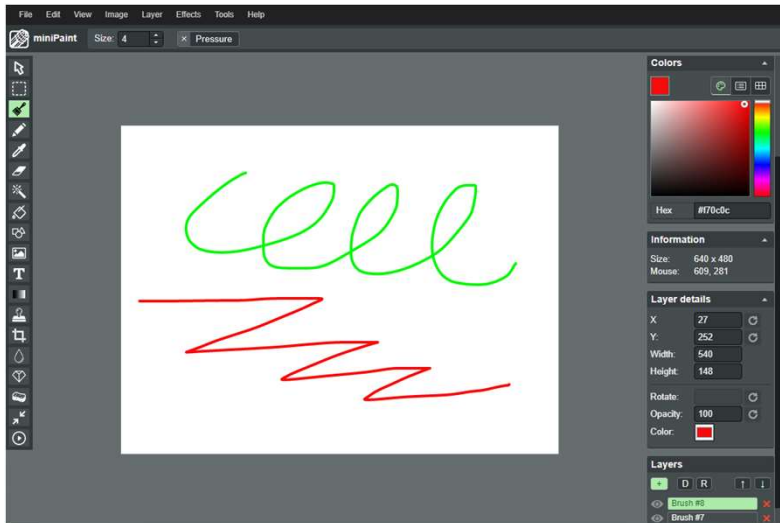 File Edit View Image Layer Effects Tools Help
miniPaint Size: 4 × Pressure
Colors
Hex #f70c0c
Information
Size: 640 x 480
Mouse: 609, 281
Layer details
X 27
Y: 252
Width: 540
Height: 148
Rotate:
Opacity: 100
Color:
Layers
+ D R ↑ ↓
Brush #8 ×
Brush #7 ×